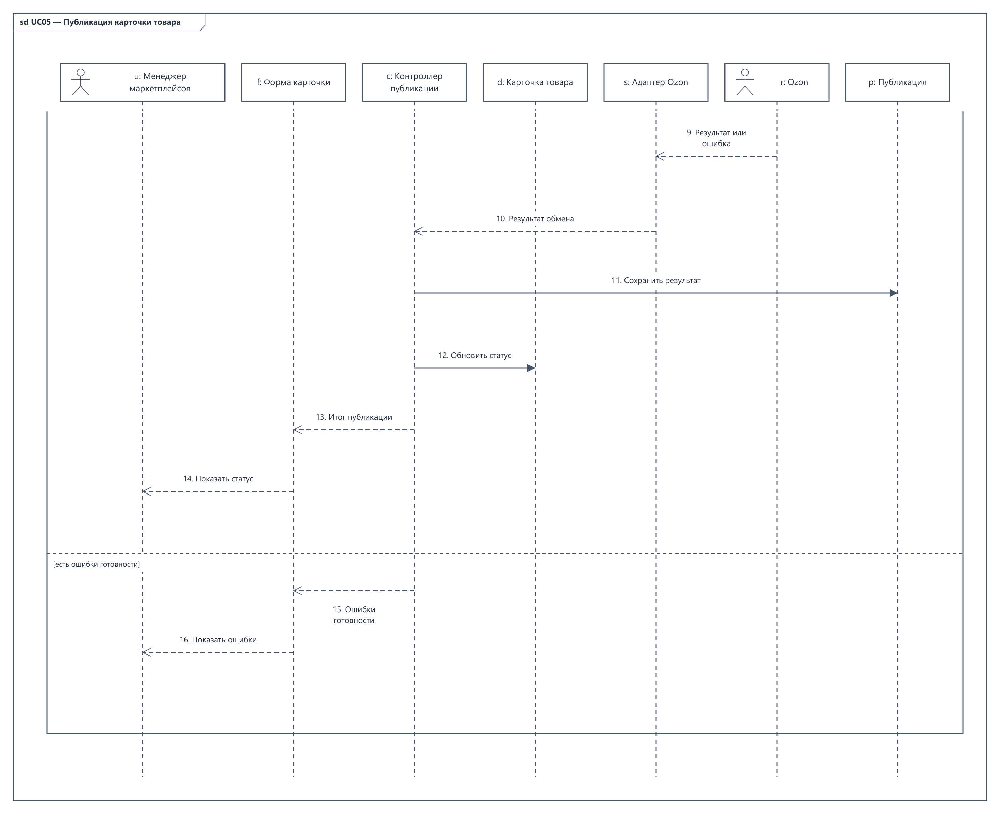 sd UC05 — Публикация карточки товара
u: Менеджер
маркетплейсов
f: Форма карточки
c: Контроллер
публикации
d: Карточка товара
s: Адаптер Ozon
r: Ozon
p: Публикация
9. Результат или
ошибка
10. Результат обмена
11. Сохранить результат
12. Обновить статус
13. Итог публикации
14. Показать статус
[есть ошибки готовности]
15. Ошибки
готовности
16. Показать ошибки